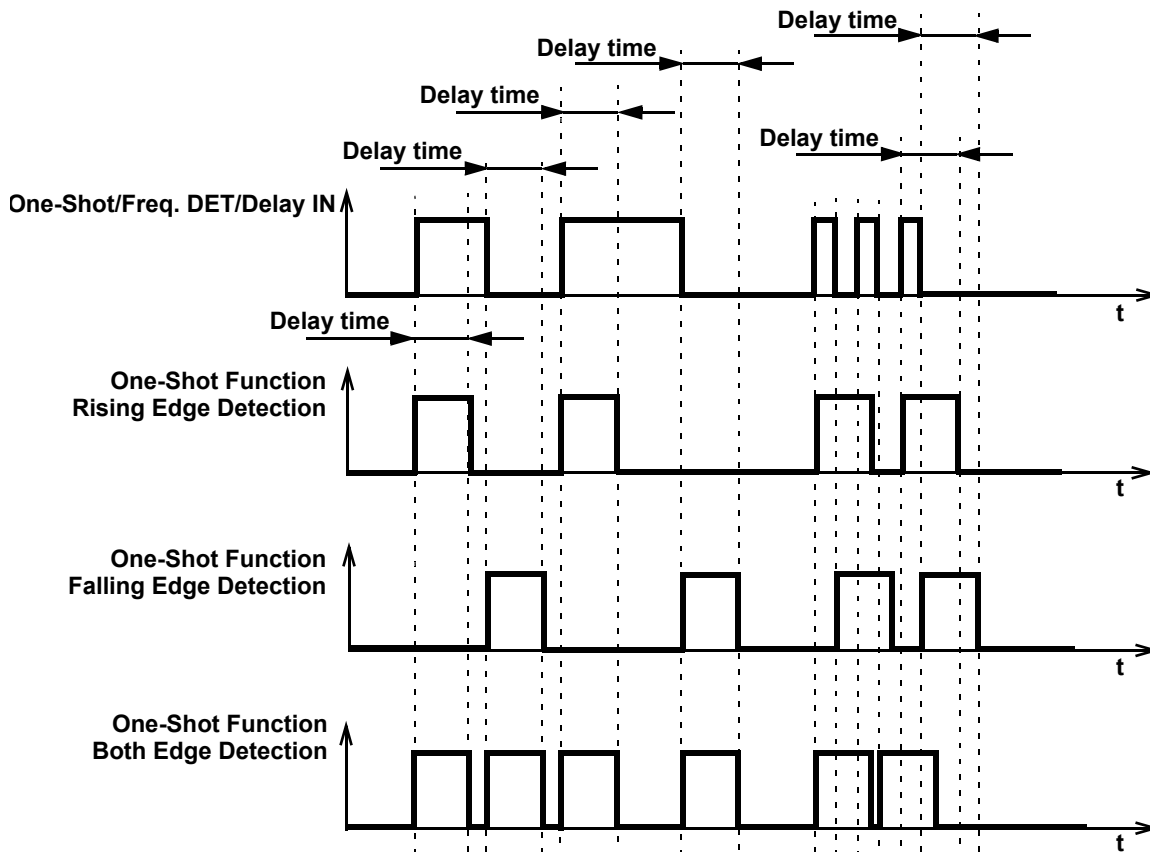 Delay time
Delay time
Delay time
Delay time
Delay time
One-Shot/Freq. DET/Delay IN
t
Delay time
One-Shot Function
Rising Edge Detection
t
One-Shot Function
Falling Edge Detection
t
One-Shot Function
Both Edge Detection
t